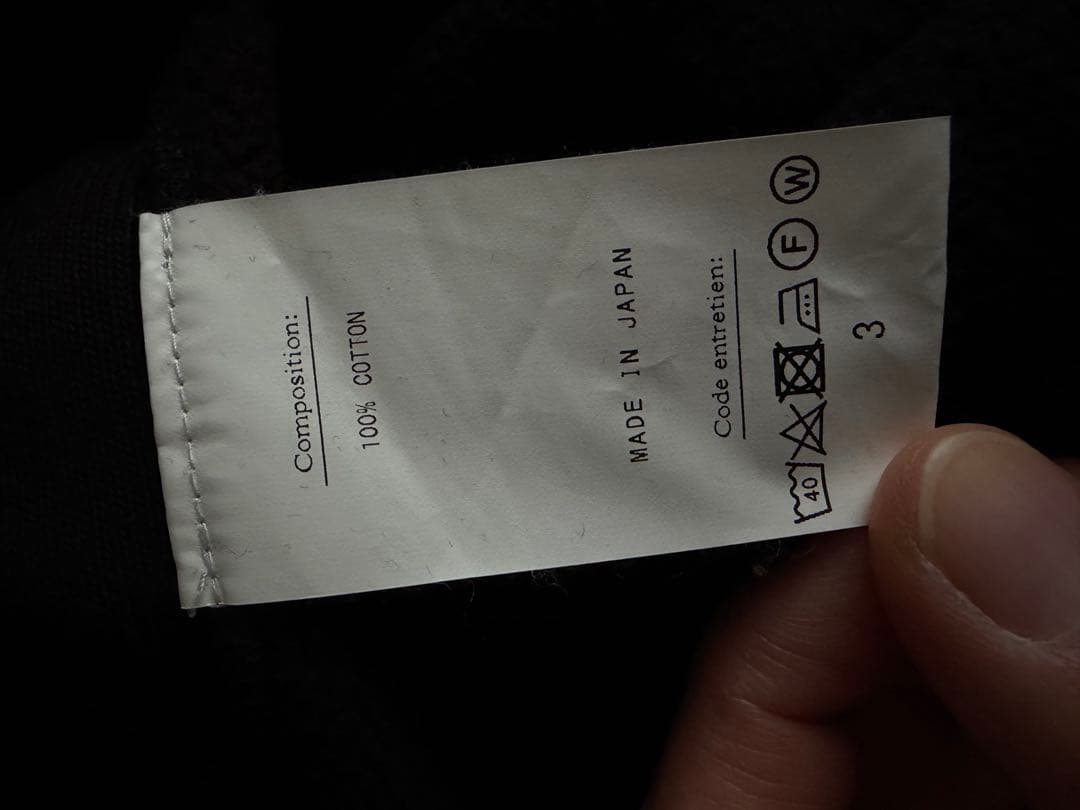 Composition:
100% COTTON
MADE IN JAPAN
Code entretien:
40 F W
3